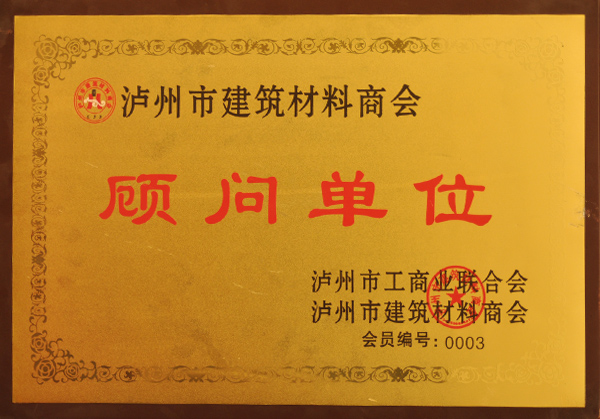 泸州市建筑材料商会
顾问单位
泸州市工商业联合会
泸州市建筑材料商会
会员编号：0003